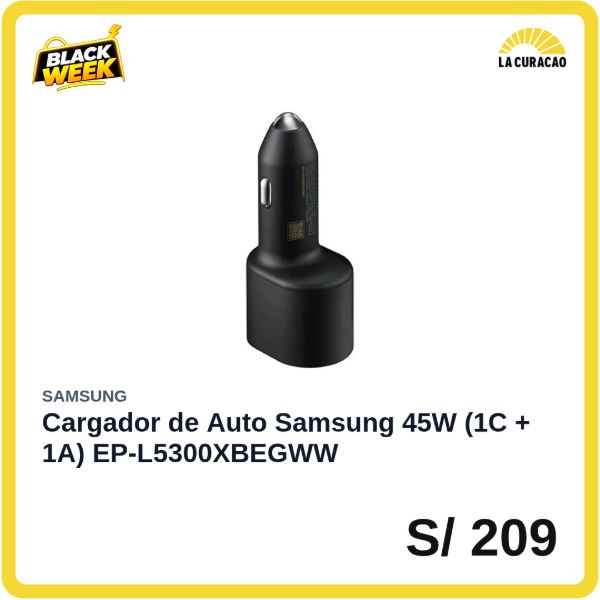 BLACK
WEEK
LA CURACAO
SAMSUNG
Cargador de Auto Samsung 45W (1C +
1A) EP-L5300XBEGWW
S/ 209